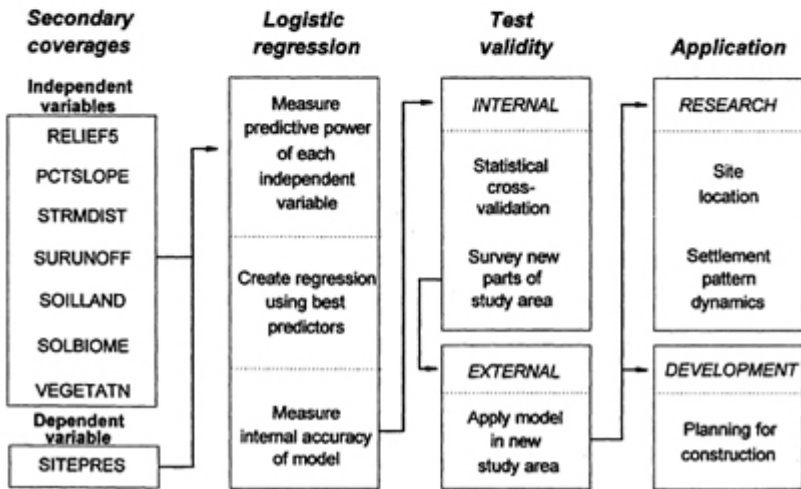 Secondary
coverages
Independent
variables
RELIEF5
PCTSLOPE
STRMDIST
SURUNOFF
SOILLAND
SOLBIOME
VEGETATN
Dependent
variable
SITEPRES
Logistic
regression
Measure
predictive power
of each
independent
variable
Create regression
using best
predictors
Measure
internal accuracy
of model
Test
validity
INTERNAL
Statistical
cross-
validation
Survey new
parts of
study area
EXTERNAL
Apply model
in new
study area
Application
RESEARCH
Site
location
Settlement
pattern
dynamics
DEVELOPMENT
Planning for
construction